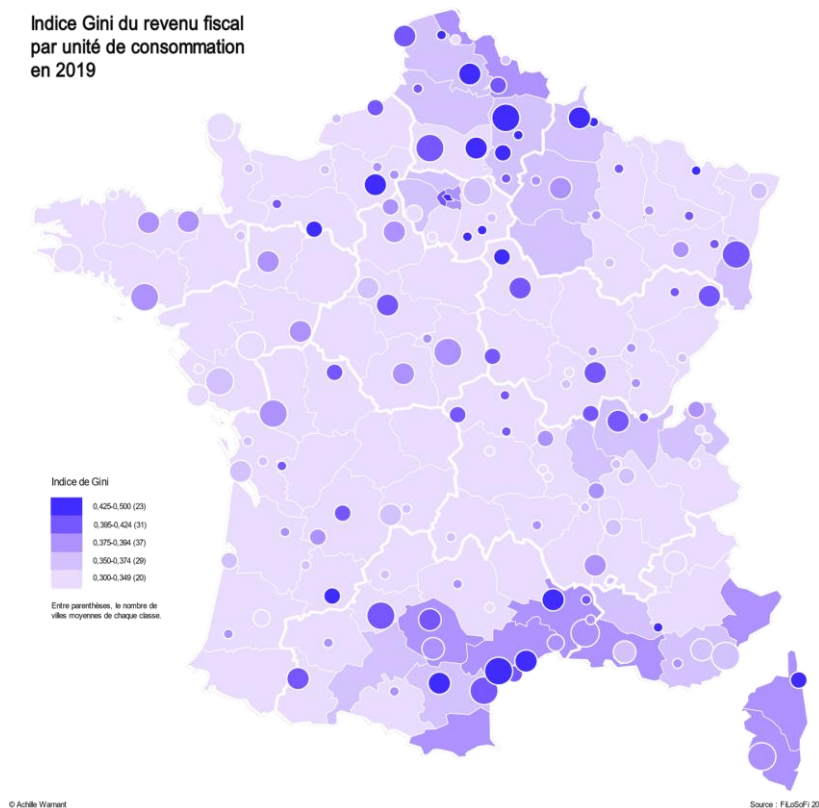 Indice Gini du revenu fiscal
par unité de consommation
en 2019
Indice de Gini
0,425-0,500 (23)
0,395-0,424 (31)
0,375-0,394 (37)
0,350-0,374 (29)
0,300-0,349 (20)
Entre parenthèses, le nombre de
villes moyennes de chaque classe.
© Achille Warnant
Source : FiLoSoFi 20